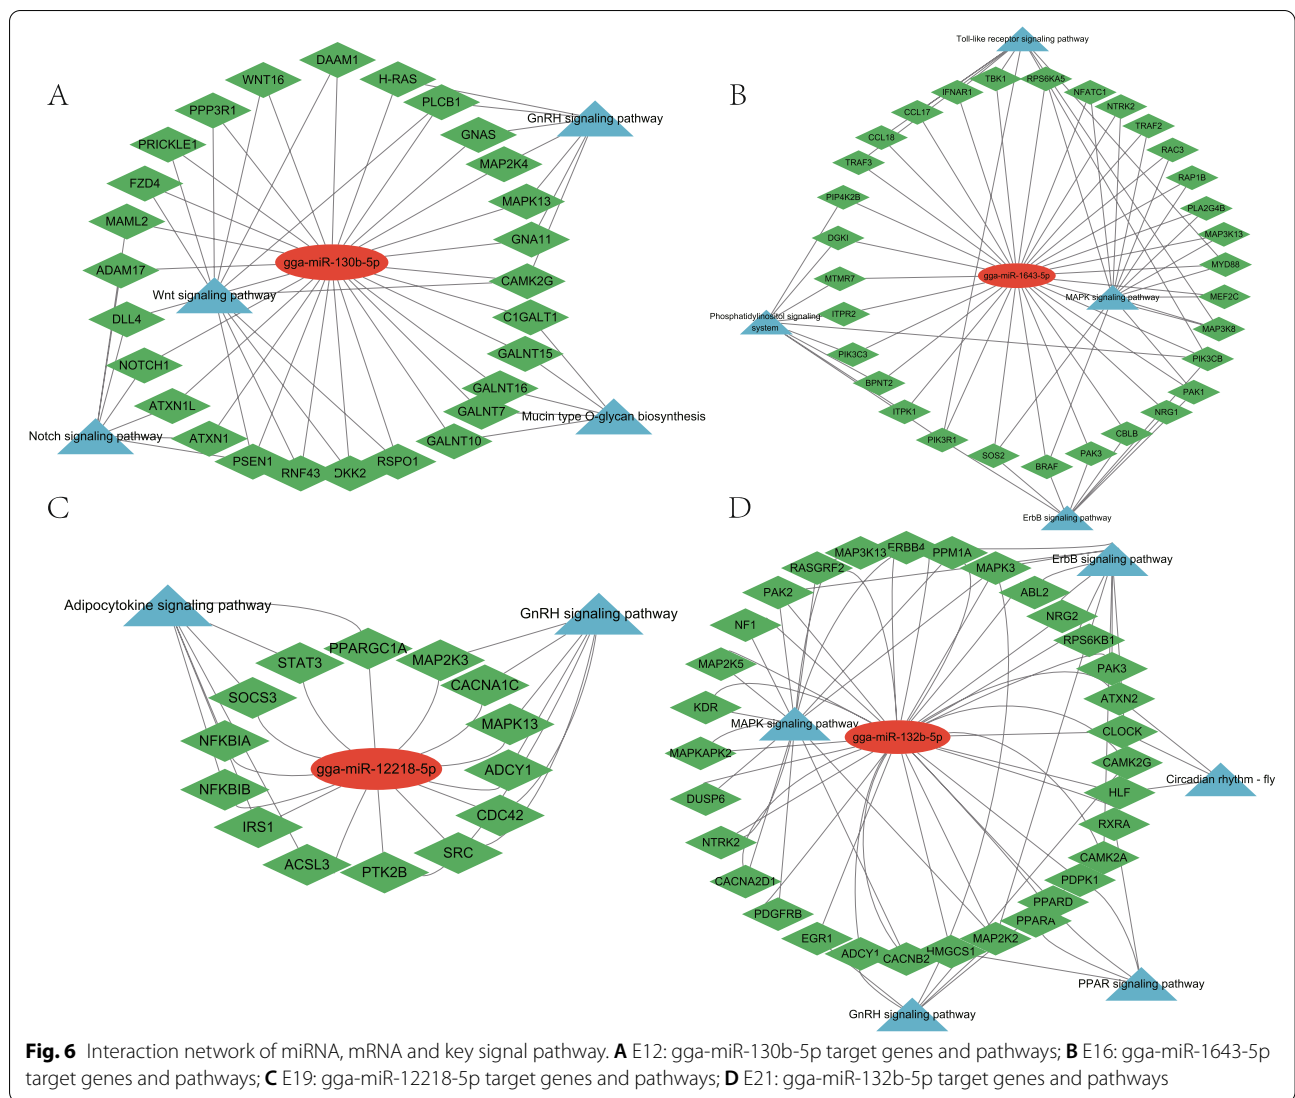 A
DAAM1
WNT16
H-RAS
PLCB1
PPP3R1
GnRH signaling pathway
GNAS
PRICKLE1
MAP2K4
FZD4
MAPK13
MAML2
GNA11
gga-miR-130b-5p
ADAM17
CAMK2G
Wnt signaling pathway
DLL4
C1GALT1
GALNT15
NOTCH1
GALNT16
ATXN1L
GALNT7
Mucin type O-glycan biosynthesis
Notch signaling pathway
ATXN1
GALNT10
PSEN1
RNF43
DKK2
RSPO1
B
Toll-like receptor signaling pathway
TBK1
RPS6KA5
IFNAR1
NFATC1
NTRK2
CCL17
TRAF2
CCL18
RAC3
TRAF3
RAP1B
PIP4K2B
PLA2G4B
DGKI
MAP3K13
MYD88
gga-miR-1643-5p
MTMR7
MAPK signaling pathway
MEF2C
ITPR2
Phosphatidylinositol signaling
system
MAP3K8
PIK3C3
PIK3CB
BPNT2
PAK1
ITPK1
NRG1
PIK3R1
CBLB
SOS2
PAK3
BRAF
ErbB signaling pathway
C
Adipocytokine signaling pathway
GnRH signaling pathway
PPARGC1A
STAT3
MAP2K3
CACNA1C
SOCS3
MAPK13
NFKBIA
gga-miR-12218-5p
ADCY1
NFKBIB
CDC42
IRS1
SRC
ACSL3
PTK2B
D
MAP3K13
ERBB4
PPM1A
ErbB signaling pathway
RASGRF2
MAPK3
PAK2
ABL2
NF1
NRG2
RPS6KB1
MAP2K5
PAK3
KDR
ATXN2
MAPK signaling pathway
gga-miR-132b-5p
CLOCK
MAPKAPK2
CAMK2G
Circadian rhythm - fly
DUSP6
HLF
RXRA
NTRK2
CAMK2A
CACNA2D1
PDPK1
PDGFRB
PPARD
PPARA
EGR1
MAP2K2
ADCY1
CACNB2
HMGCS1
PPAR signaling pathway
GnRH signaling pathway
Fig. 6 Interaction network of miRNA, mRNA and key signal pathway. A E12: gga-miR-130b-5p target genes and pathways; B E16: gga-miR-1643-5p
target genes and pathways; C E19: gga-miR-12218-5p target genes and pathways; D E21: gga-miR-132b-5p target genes and pathways